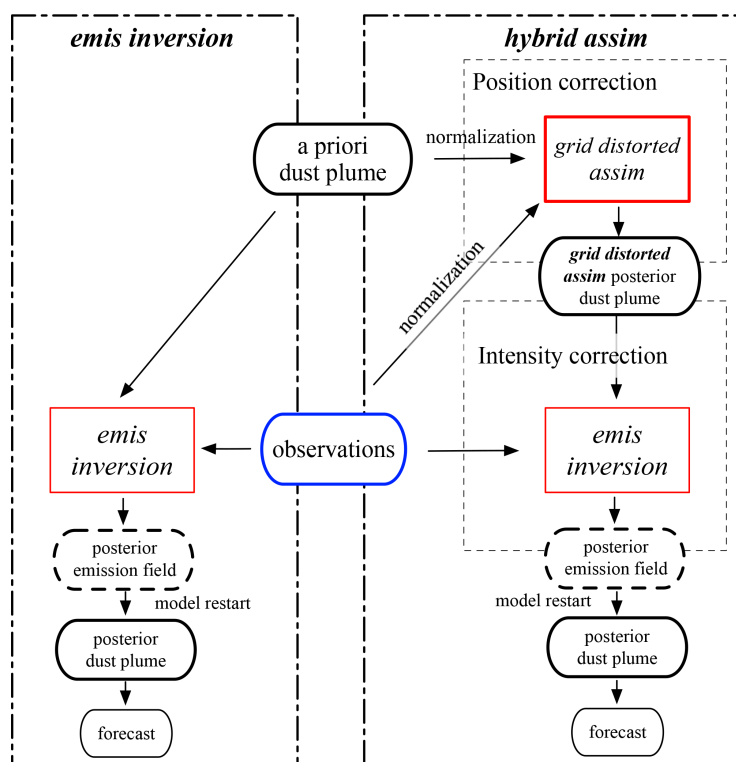 emis inversion
hybrid assim
Position correction
a priori
dust plume
normalization
grid distorted
assim
normalization
grid distorted
assim posterior
dust plume
Intensity correction
emis
inversion
observations
emis
inversion
posterior
emission field
model restart
posterior
dust plume
forecast
posterior
emission field
model restart
posterior
dust plume
forecast